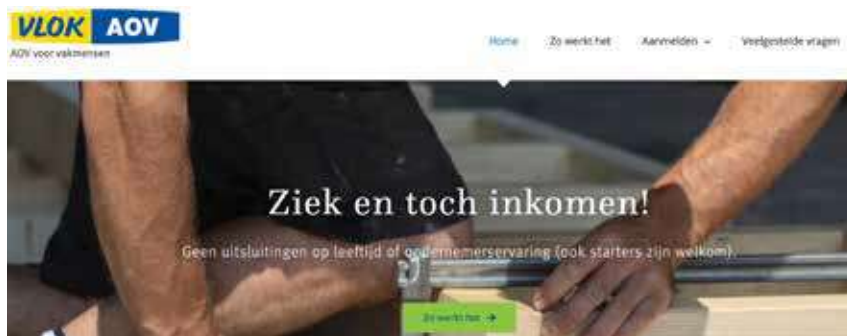 VLOK AOV
AOV voor vakmensen
Home Zo werkt het Aanmelden Veelgestelde vragen
Ziek en toch inkomen!
Geen uitsluitingen op leeftijd of ondernemerservaring (ook starters zijn welkom).
Zo werkt het →